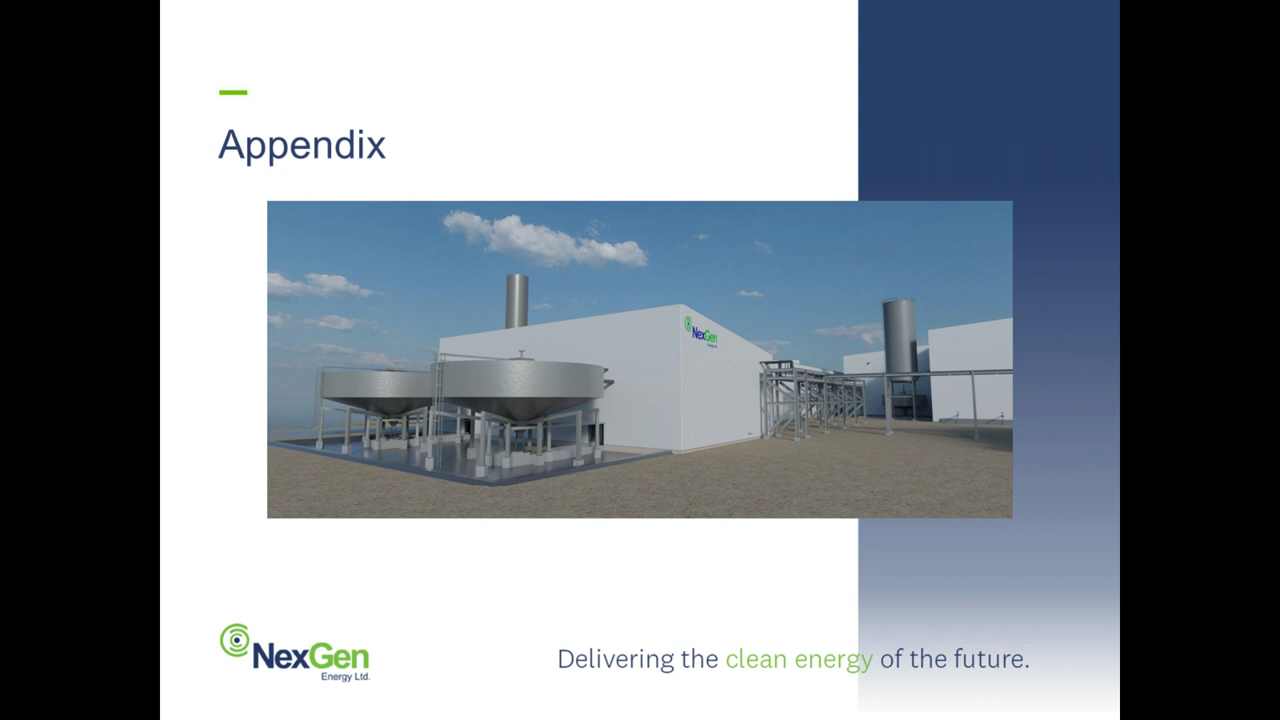 Appendix
NexGen
NexGen
Energy Ltd.
Delivering the clean energy of the future.